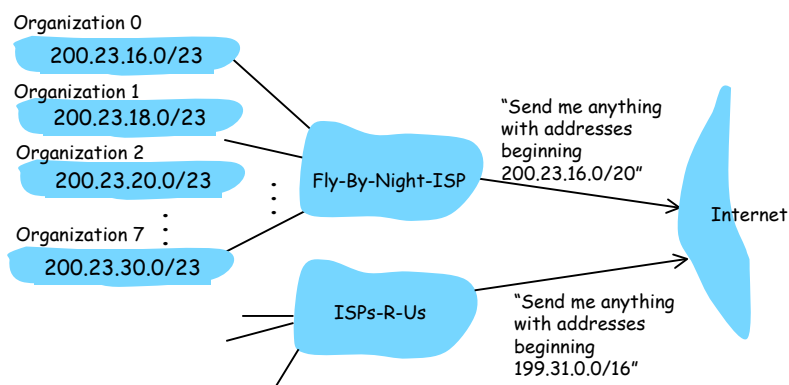 Organization 0
200.23.16.0/23
Organization 1
200.23.18.0/23
Organization 2
200.23.20.0/23
Organization 7
200.23.30.0/23
Fly-By-Night-ISP
“Send me anything
with addresses
beginning
200.23.16.0/20”
Internet
ISPs-R-Us
“Send me anything
with addresses
beginning
199.31.0.0/16”